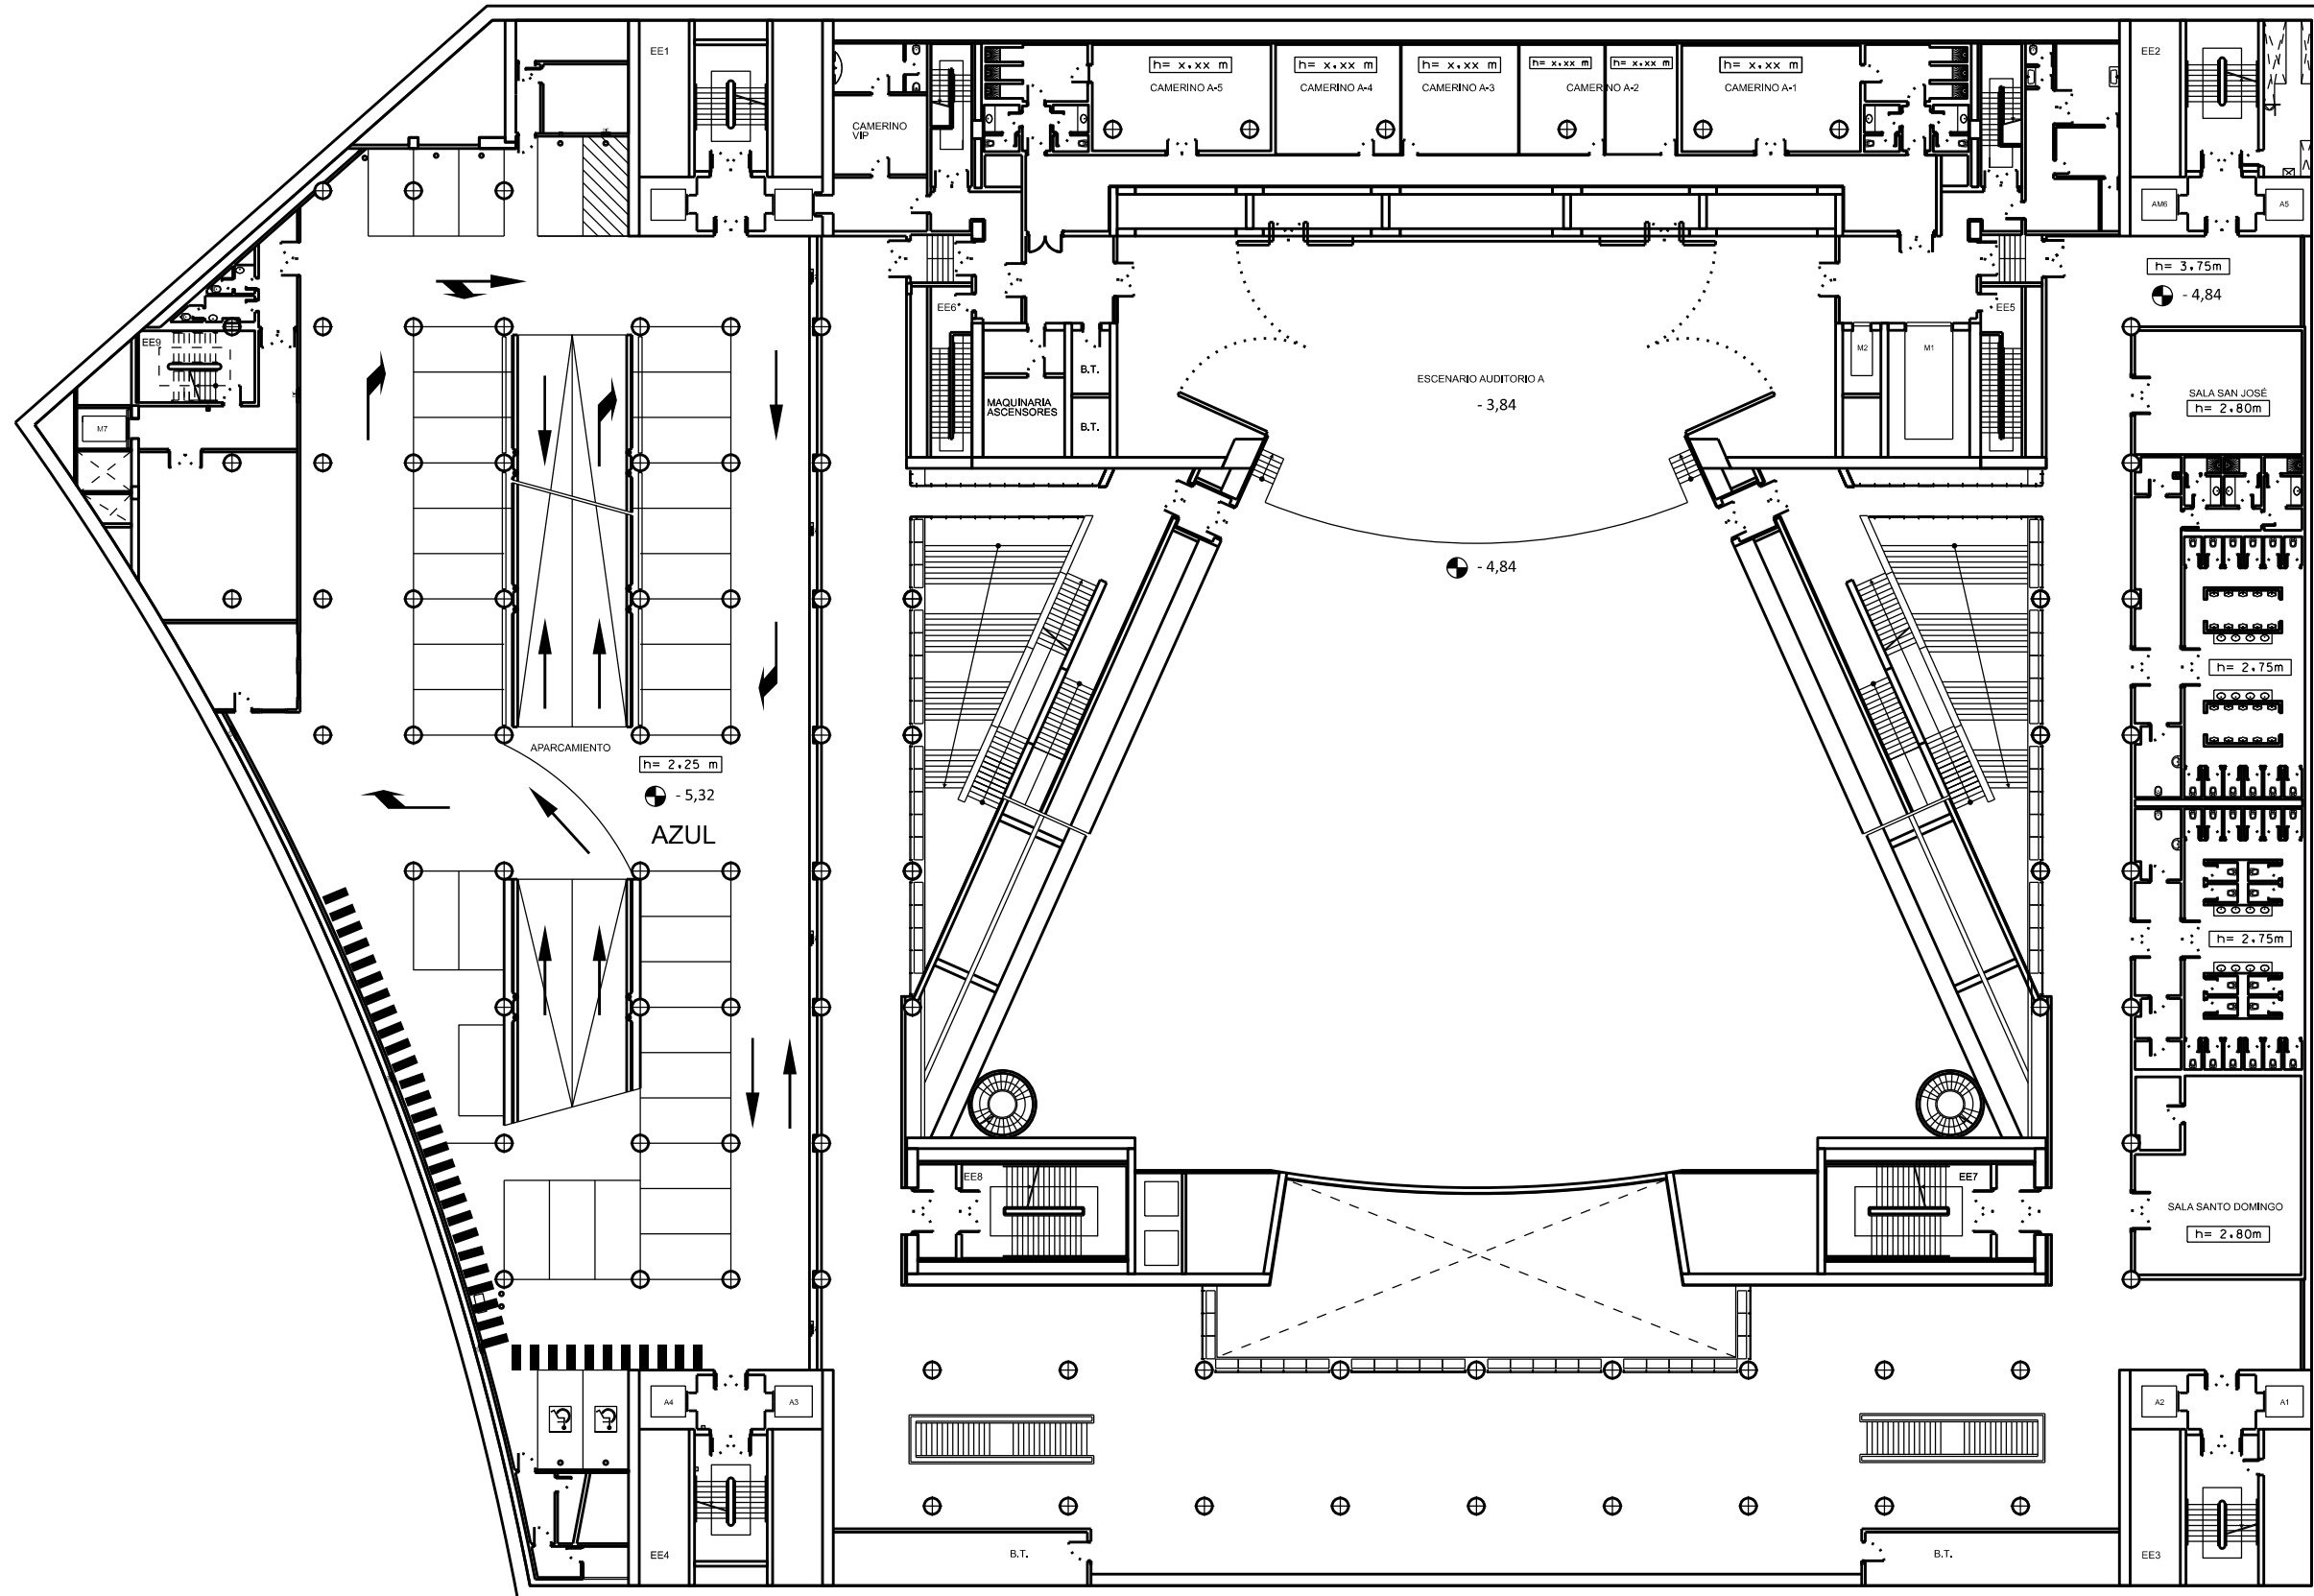 EE1
EE2
h= x.xx m
h= x.xx m
h= x.xx m
h= x.xx m
h= x.xx m
h= x.xx m
CAMERINO A-5
CAMERINO A-4
CAMERINO A-3
CAMERINO A-2
CAMERINO A-1
CAMERINO
VIP
AM6
A5
h= 3.75m
- 4,84
EE6
EE5
EE9
M2
M1
B.T.
ESCENARIO AUDITORIO A
- 3,84
SALA SAN JOSÉ
h= 2.80m
MAQUINARIA
ASCENSORES
B.T.
M7
- 4,84
h= 2.75m
APARCAMIENTO
h= 2.25 m
- 5,32
AZUL
h= 2.75m
EE8
EE7
SALA SANTO DOMINGO
h= 2.80m
A4
A3
A2
A1
EE4
B.T.
B.T.
EE3